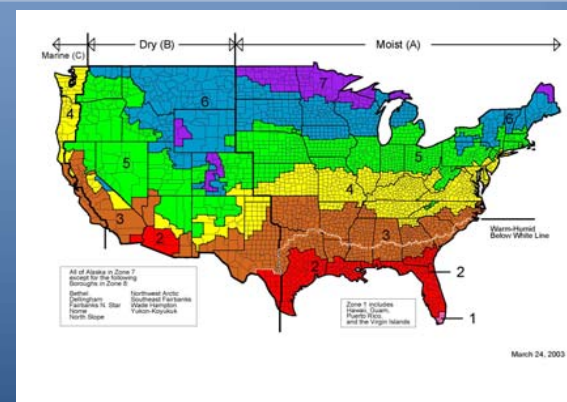 Marine (C)
Dry (B)
Moist (A)
7
6
6
4
5
5
4
3
3
2
2
Warm-Humid
Below White Line
2
1
All of Alaska in Zone 7
except for the following
Boroughs in Zone 8
Bethel Northwest Arctic
Dellingham Southeast Fairbanks
Fairbanks N. Star Wade Hampton
Nome Yukon-Koyukuk
North Slope
Zone 1 includes
Hawaii, Guam,
Puerto Rico,
and the Virgin Islands
March 24, 2003